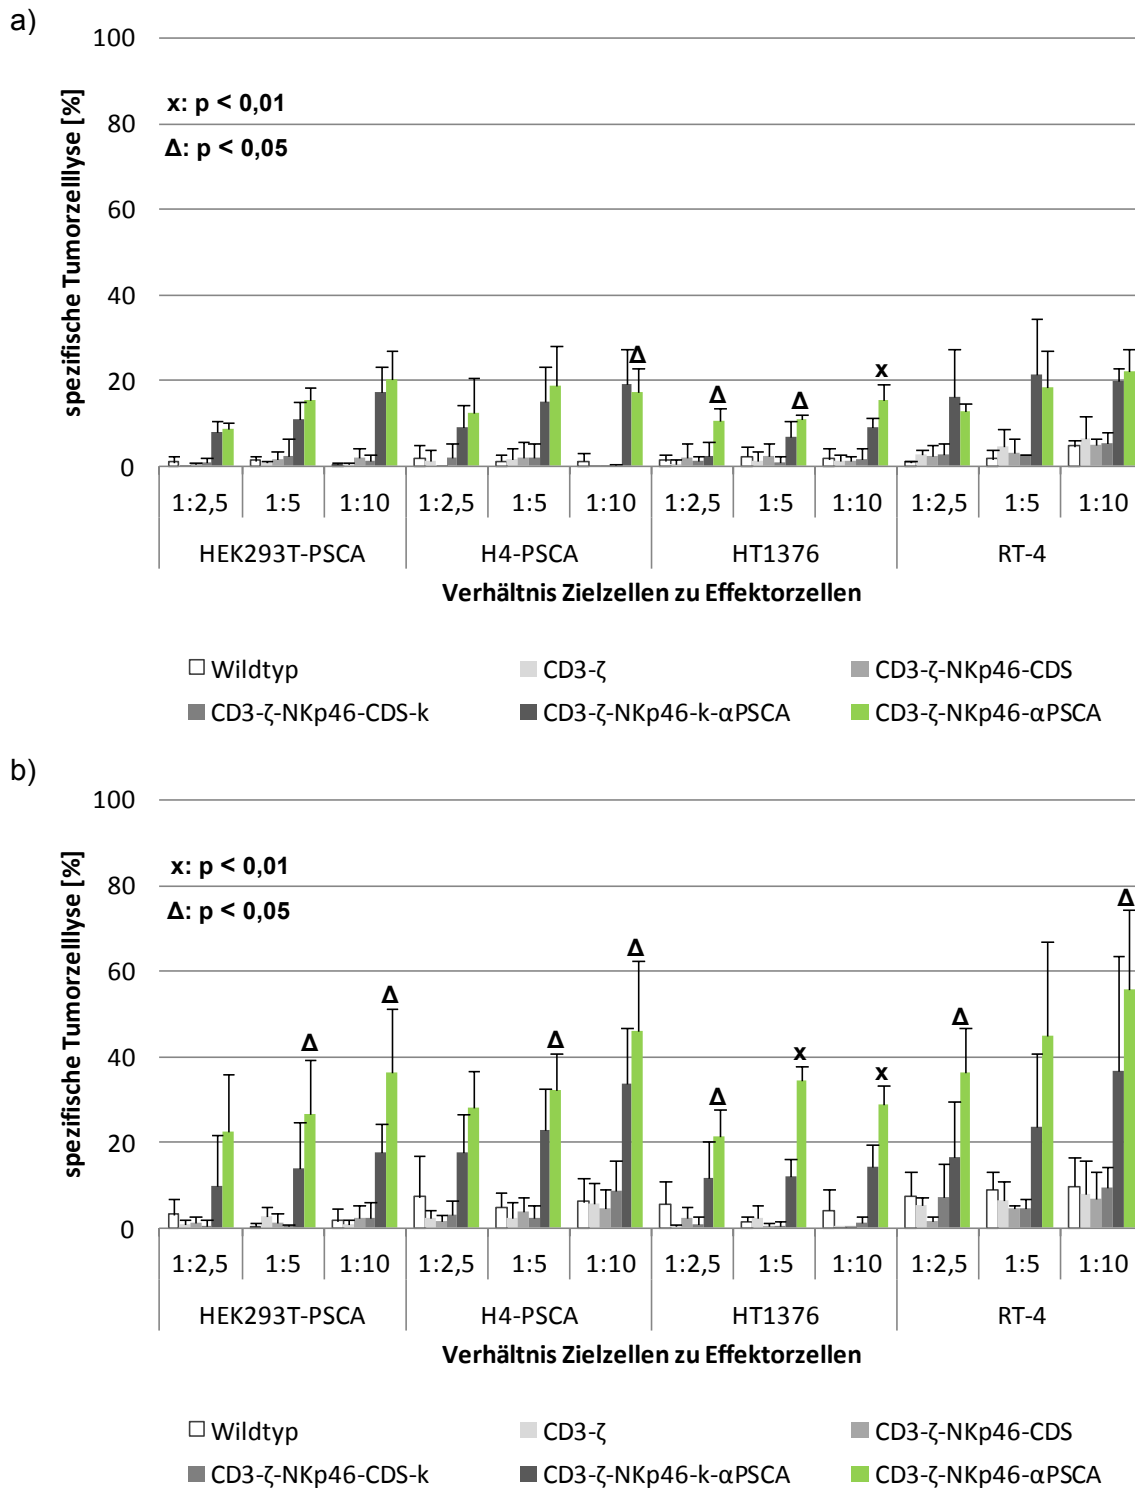 a)
spezifische Tumorzelllyse [%]
100
80
60
40
20
0
x: p < 0,01
Δ: p < 0,05
Δ Δ Δ x
1:2,5 1:5 1:10 1:2,5 1:5 1:10 1:2,5 1:5 1:10 1:2,5 1:5 1:10
HEK293T-PSCA H4-PSCA HT1376 RT-4
Verhältnis Zielzellen zu Effektorzellen
Wildtyp CD3-ζ CD3-ζ-NKp46-CDS
CD3-ζ-NKp46-CDS-k CD3-ζ-NKp46-k-αPSCA CD3-ζ-NKp46-αPSCA
b)
spezifische Tumorzelllyse [%]
100
80
60
40
20
0
x: p < 0,01
Δ: p < 0,05
Δ Δ Δ Δ Δ x x Δ Δ
1:2,5 1:5 1:10 1:2,5 1:5 1:10 1:2,5 1:5 1:10 1:2,5 1:5 1:10
HEK293T-PSCA H4-PSCA HT1376 RT-4
Verhältnis Zielzellen zu Effektorzellen
Wildtyp CD3-ζ CD3-ζ-NKp46-CDS
CD3-ζ-NKp46-CDS-k CD3-ζ-NKp46-k-αPSCA CD3-ζ-NKp46-αPSCA